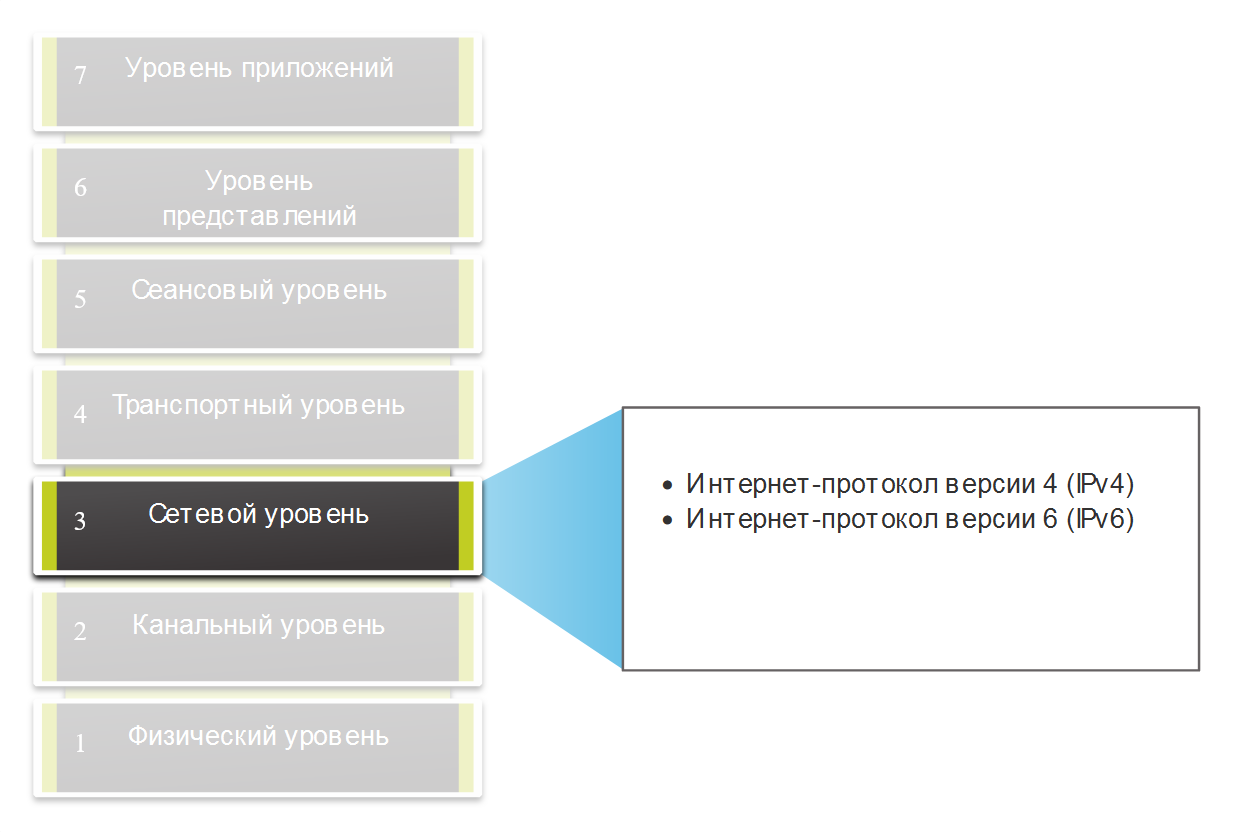 7 Уровень приложений
6 Уровень
представлений
5 Сеансовый уровень
4 Транспортный уровень
3 Сетевой уровень
• Интернет-протокол версии 4 (IPv4)
• Интернет-протокол версии 6 (IPv6)
2 Канальный уровень
1 Физический уровень